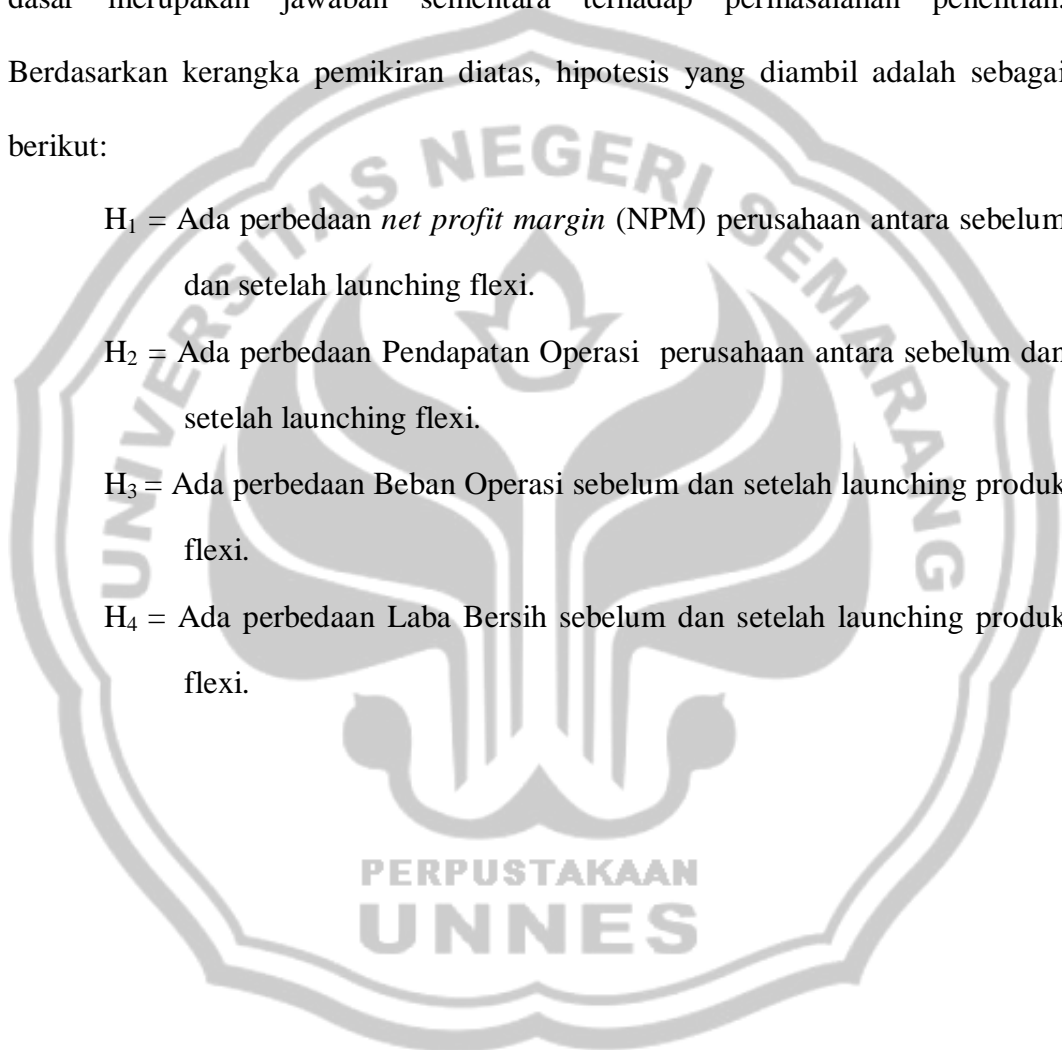 dasar merupakan jawaban sementara terhadap permasalahan penelitian.
Berdasarkan kerangka pemikiran diatas, hipotesis yang diambil adalah sebagai
berikut:
H₁ = Ada perbedaan net profit margin (NPM) perusahaan antara sebelum
dan setelah launching flexi.
H₂ = Ada perbedaan Pendapatan Operasi perusahaan antara sebelum dan
setelah launching flexi.
H₃ = Ada perbedaan Beban Operasi sebelum dan setelah launching produk
flexi.
H₄ = Ada perbedaan Laba Bersih sebelum dan setelah launching produk
flexi.
UNIVERSITAS NEGERI SEMARANG
PERPUSTAKAAN
UNNES